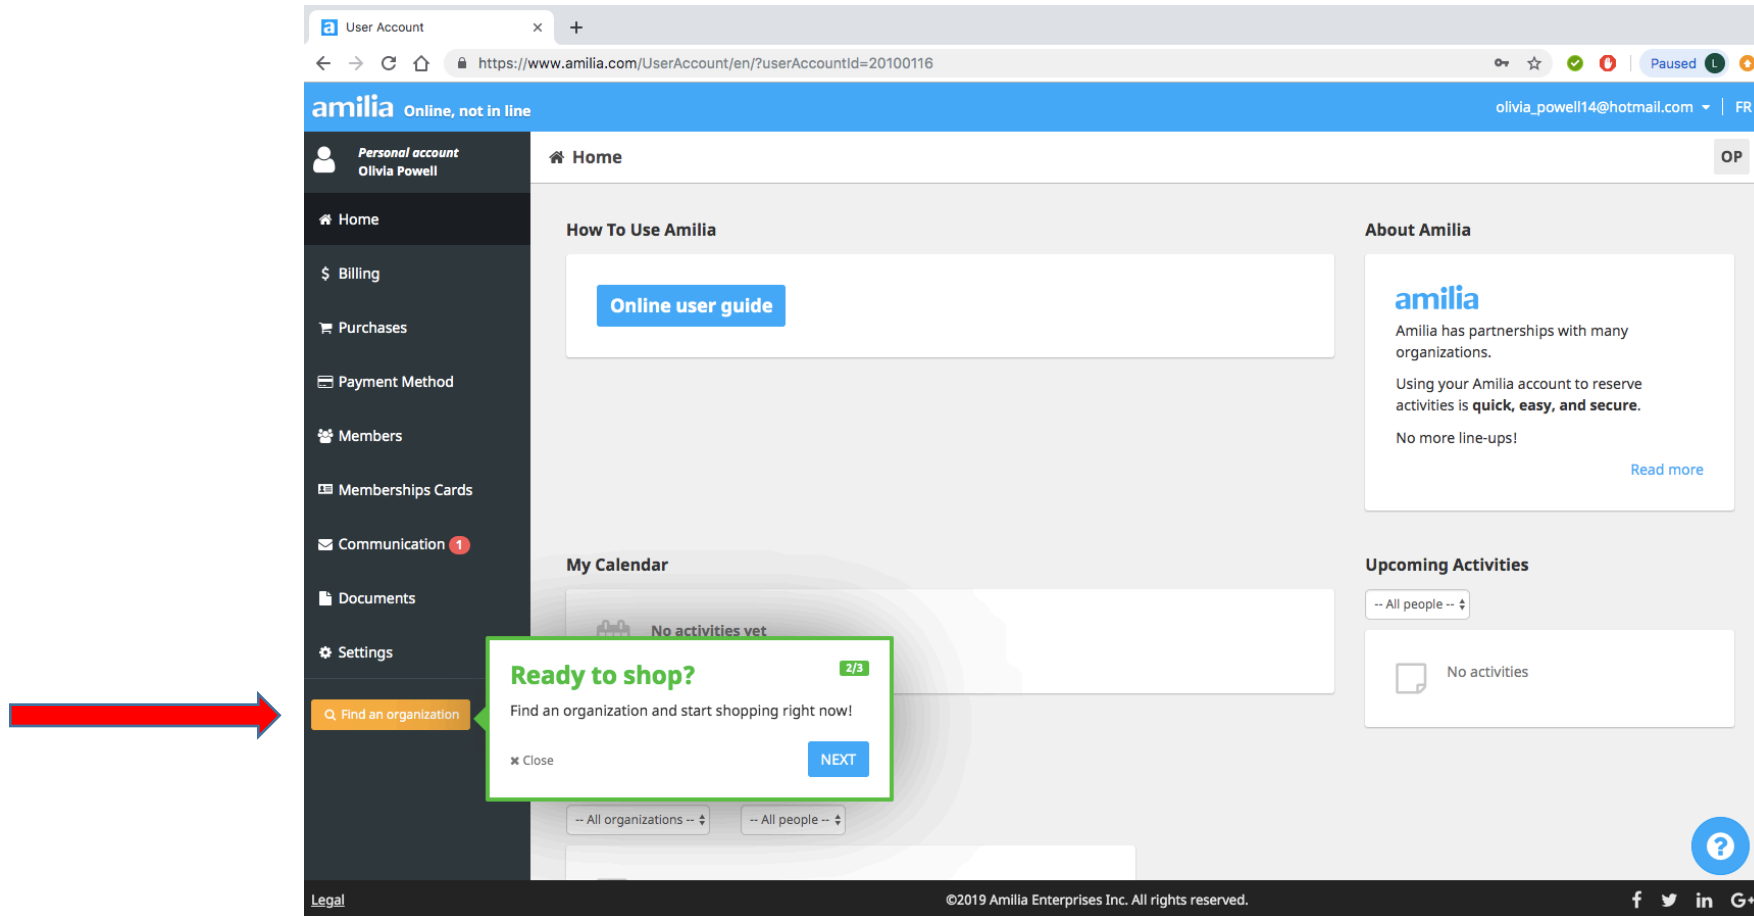 User Account
https://www.amilia.com/UserAccount/en/?userAccountId=20100116
Paused L
amilia Online, not in line
olivia_powell14@hotmail.com FR
Personal account
Olivia Powell
Home
OP
Home
Billing
Purchases
Payment Method
Members
Memberships Cards
Communication 1
Documents
Settings
Find an organization
How To Use Amilia
Online user guide
About Amilia
amilia
Amilia has partnerships with many
organizations.
Using your Amilia account to reserve
activities is quick, easy, and secure.
No more line-ups!
Read more
My Calendar
No activities yet
Upcoming Activities
-- All people --
No activities
Ready to shop? 2/3
Find an organization and start shopping right now!
Close
NEXT
-- All organizations -- -- All people --
Legal
©2019 Amilia Enterprises Inc. All rights reserved.